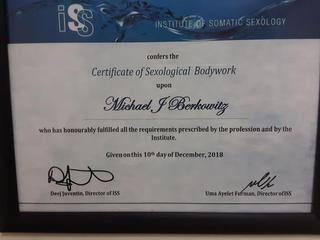 iSS
INSTITUTE OF SOMATIC SEXOLOGY
confers the
Certificate of Sexological Bodywork
upon
Michael J Berkowitz
who has honourably fulfilled all the requirements prescribed by the profession and by the
Institute.
Given on this 10th day of December, 2018
Deej Juventin, Director of ISS
Uma Ayelet Furman, Director of ISS